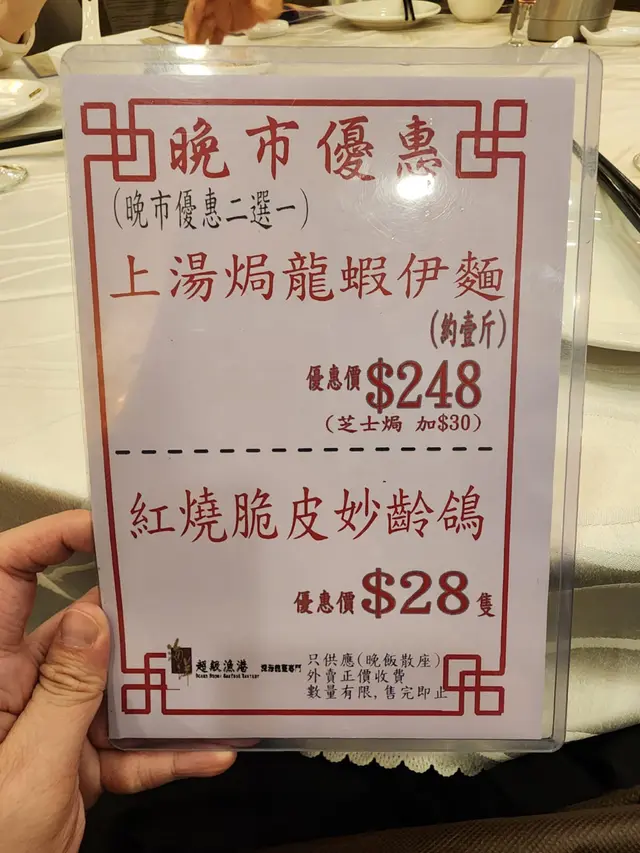 晚市優惠
(晚市優惠二選一)
上湯焗龍蝦伊麵
(約壹斤)
優惠價 $248
(芝士焗 加$30)
紅燒脆皮妙齡鴿
優惠價 $28 隻
超級漁港
只供應(晚飯散座)
外賣正價收費
數量有限,售完即止